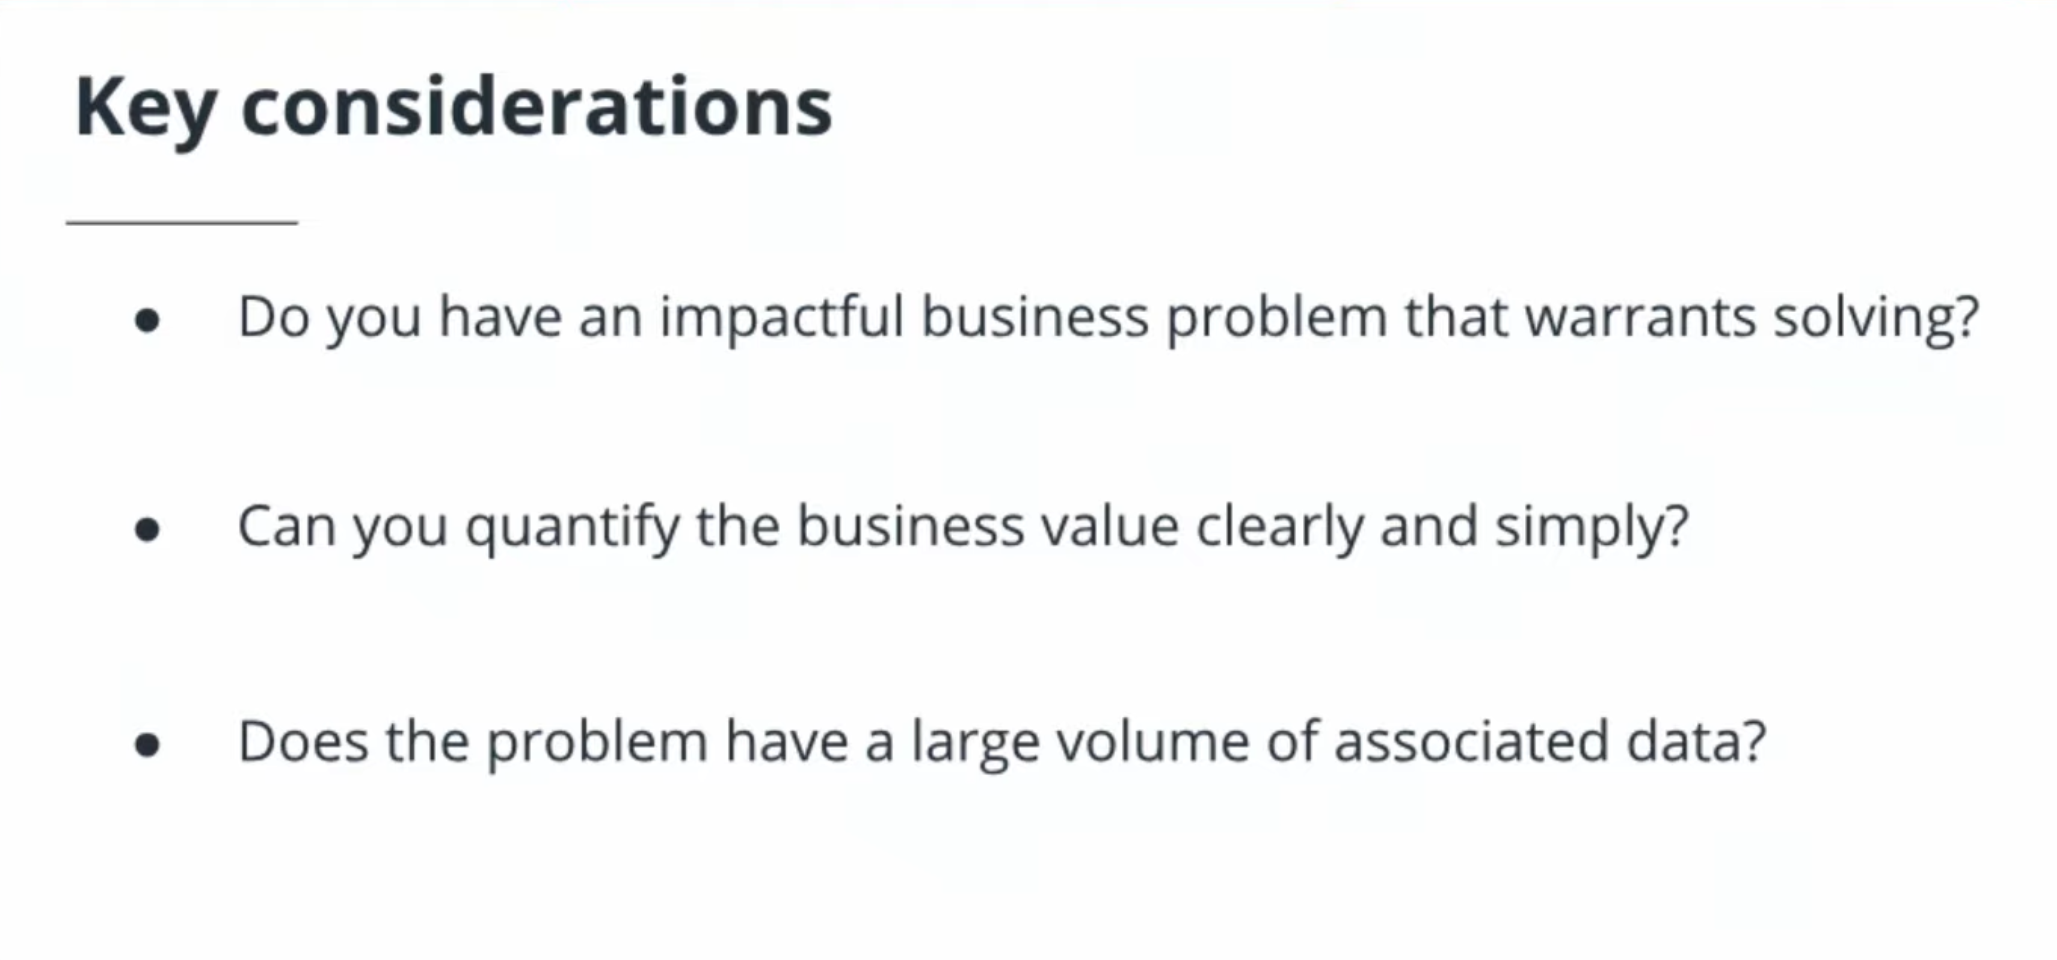 Key considerations
● Do you have an impactful business problem that warrants solving?
● Can you quantify the business value clearly and simply?
● Does the problem have a large volume of associated data?